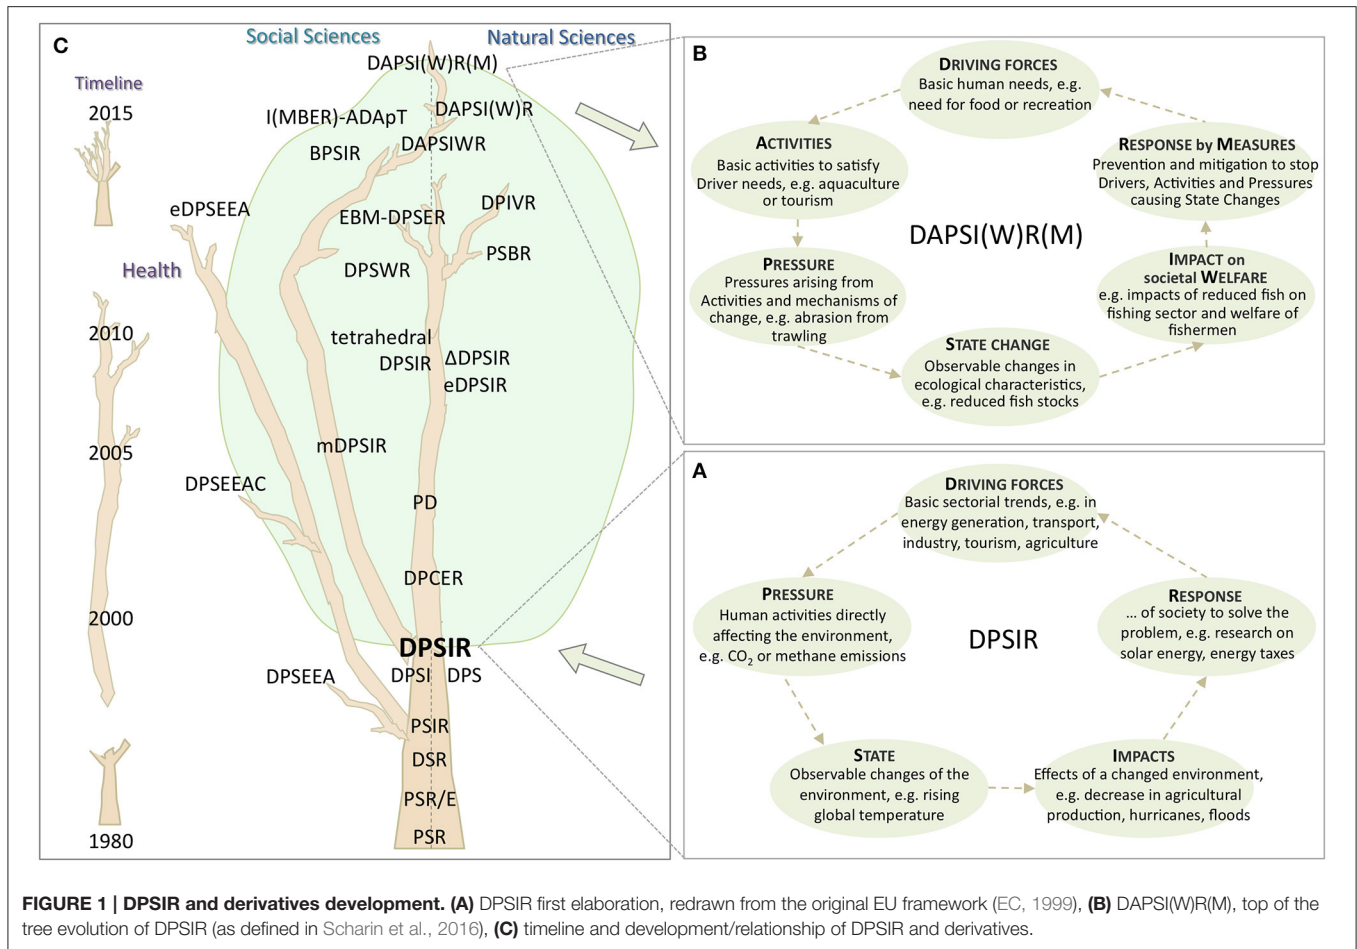 C
Social Sciences
Natural Sciences
DAPSI(W)R(M)
Timeline
2015
I(MBER)-ADApT
DAPSI(W)R
BPSIR
DAPSIWR
eDPSEEA
EBM-DPSER
DPIVR
Health
DPSWR
PSBR
2010
tetrahedral
DPSIR
ΔDPSIR
eDPSIR
2005
mDPSIR
DPSEEAC
PD
DPCER
2000
DPSIR
DPSEEA
DPSI
DPS
PSIR
DSR
PSR/E
1980
PSR
B
DRIVING FORCES
Basic human needs, e.g.
need for food or recreation
ACTIVITIES
Basic activities to satisfy
Driver needs, e.g. aquaculture
or tourism
RESPONSE by MEASURES
Prevention and mitigation to stop
Drivers, Activities and Pressures
causing State Changes
DAPSI(W)R(M)
PRESSURE
Pressures arising from
Activities and mechanisms of
change, e.g. abrasion from
trawling
IMPACT on
societal WELFARE
e.g. impacts of reduced fish on
fishing sector and welfare of
fishermen
STATE CHANGE
Observable changes in
ecological characteristics,
e.g. reduced fish stocks
A
DRIVING FORCES
Basic sectorial trends, e.g. in
energy generation, transport,
industry, tourism, agriculture
PRESSURE
Human activities directly
affecting the environment,
e.g. CO2 or methane emissions
DPSIR
RESPONSE
... of society to solve the
problem, e.g. research on
solar energy, energy taxes
STATE
Observable changes of the
environment, e.g. rising
global temperature
IMPACTS
Effects of a changed environment,
e.g. decrease in agricultural
production, hurricanes, floods
FIGURE 1 | DPSIR and derivatives development. (A) DPSIR first elaboration, redrawn from the original EU framework (EC, 1999), (B) DAPSI(W)R(M), top of the
tree evolution of DPSIR (as defined in Scharin et al., 2016), (C) timeline and development/relationship of DPSIR and derivatives.